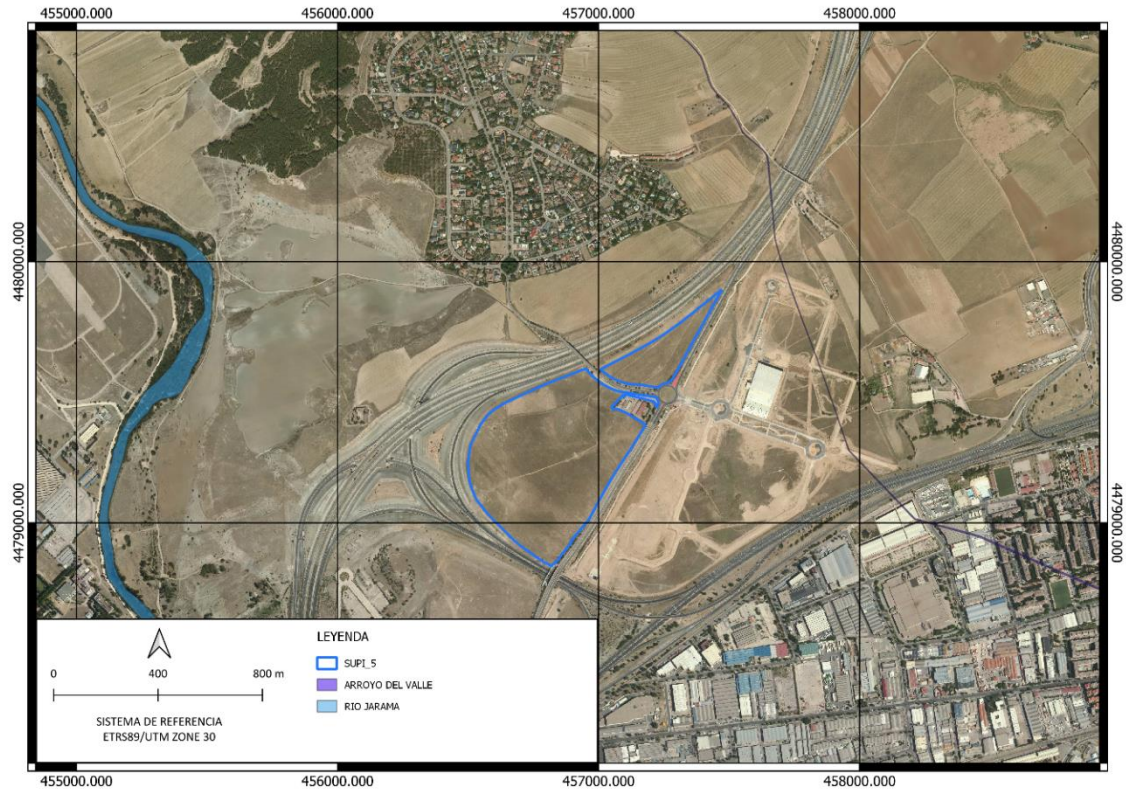 455000.000 456000.000 457000.000 458000.000
4480000.000 4480000.000
4479000.000 4479000.000
LEYENDA
SUPI_5
ARROYO DEL VALLE
RIO JARAMA
0 400 800 m
SISTEMA DE REFERENCIA
ETRS89/UTM ZONE 30
455000.000 456000.000 457000.000 458000.000